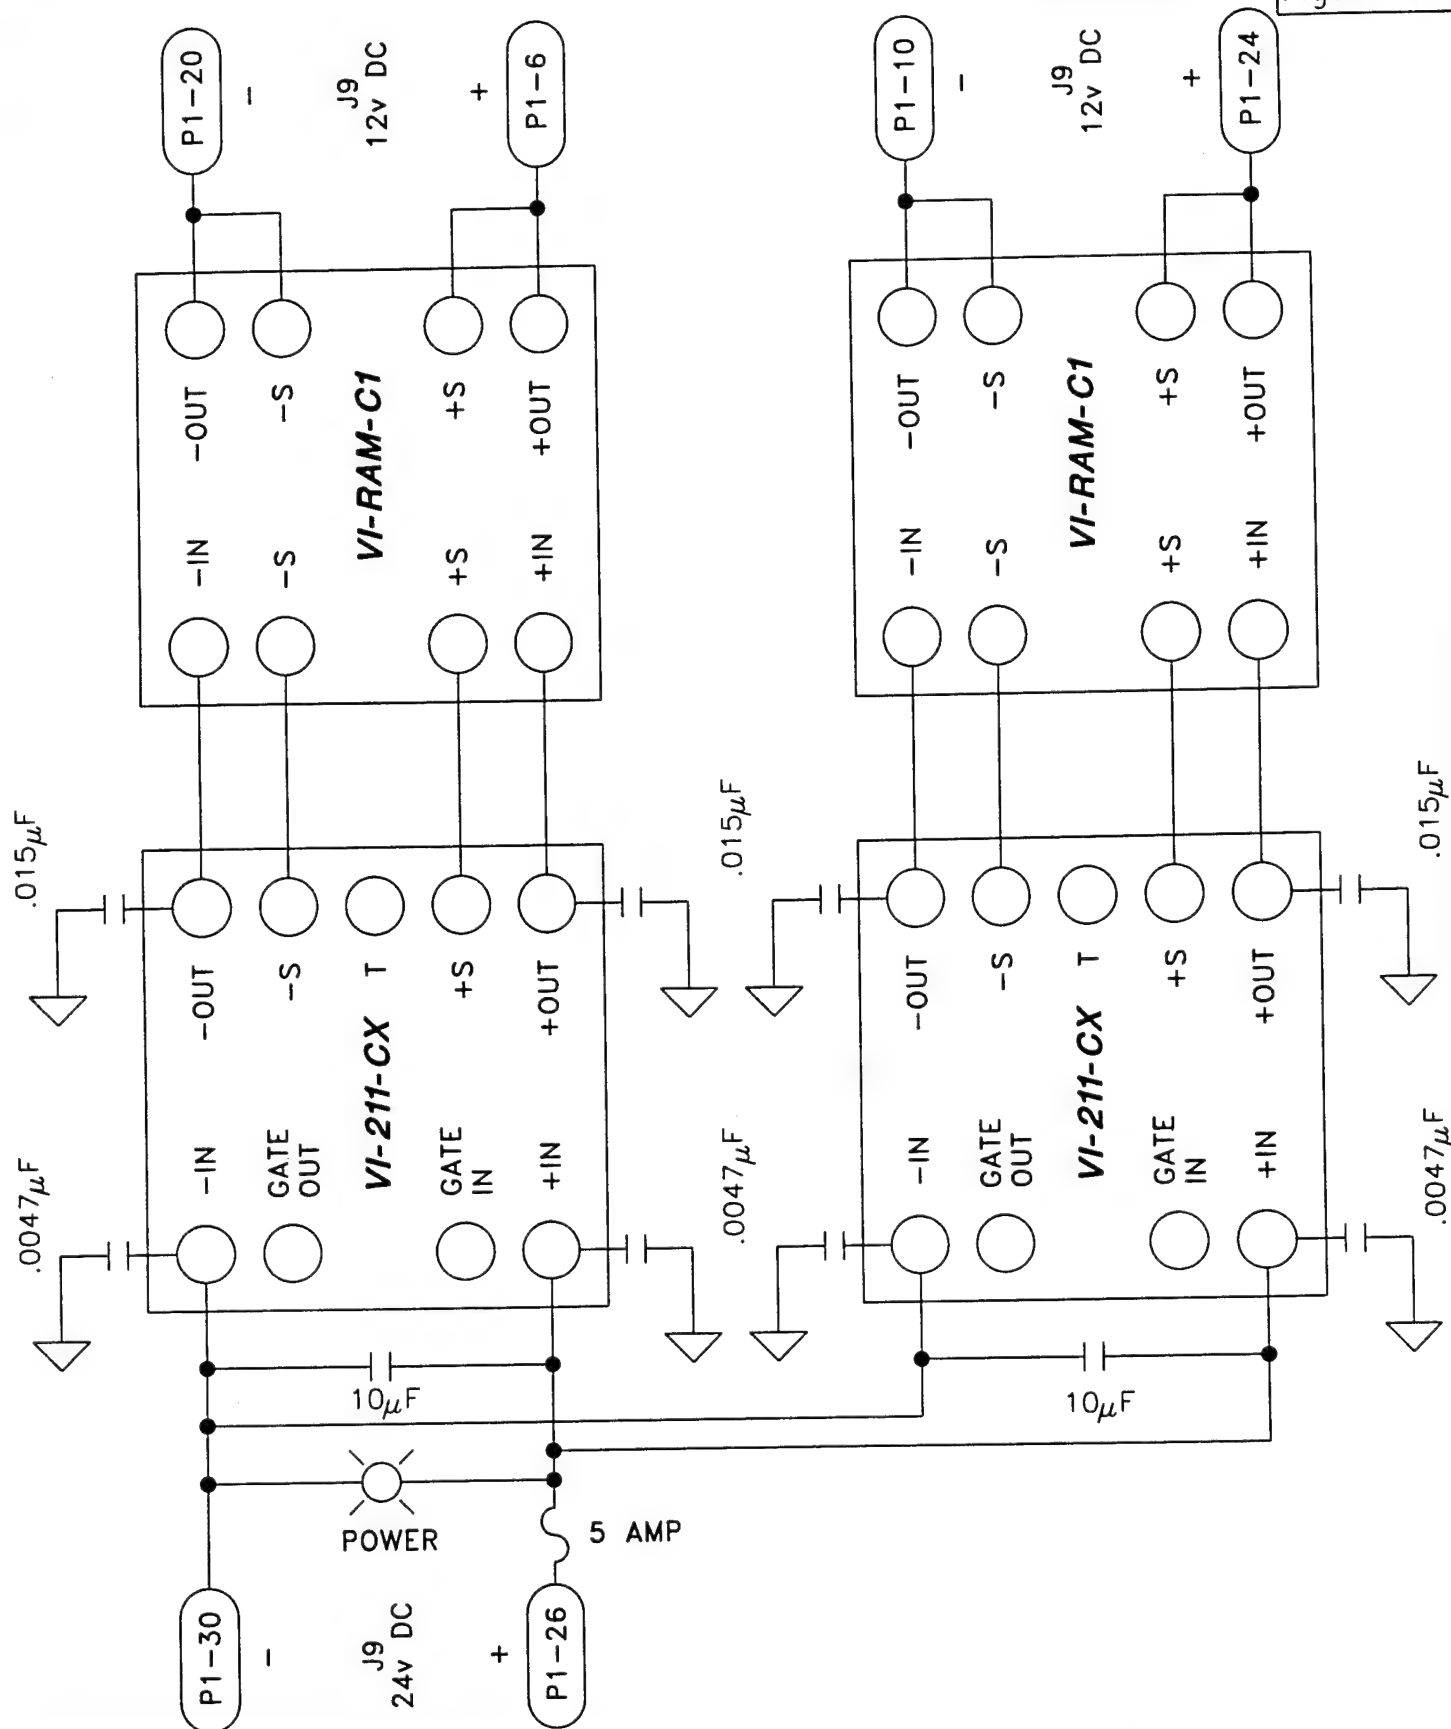 P1-20
-
J9
12v DC
+
P1-6
P1-10
-
J9
12v DC
+
P1-24
-OUT
-S
+S
+OUT
VI-RAM-C1
-IN
-S
+S
+IN
-OUT
-S
+S
+OUT
VI-RAM-C1
-IN
-S
+S
+IN
.015µF
.015µF
.015µF
-OUT
-S
T
+S
+OUT
VI-211-CX
-IN
GATE
OUT
GATE
IN
+IN
-OUT
-S
T
+S
+OUT
VI-211-CX
-IN
GATE
OUT
GATE
IN
+IN
.0047µF
.0047µF
.0047µF
10µF
10µF
POWER
5 AMP
P1-30
-
J9
24v DC
+
P1-26